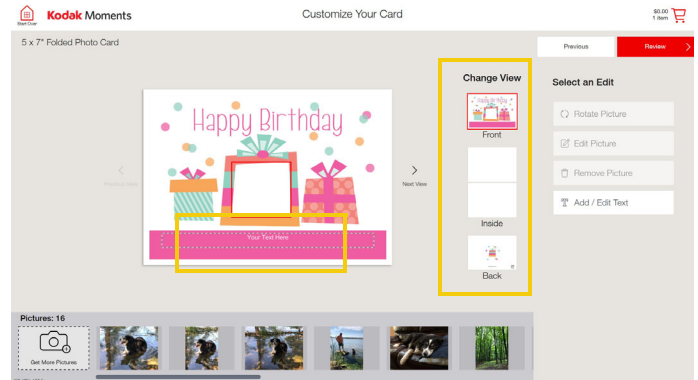 Start Over
Kodak Moments
Customize Your Card
$0.00
1 item
5 x 7" Folded Photo Card
Previous
Review
Change View
Select an Edit
Happy Birthday
Happy Birthday
Front
Rotate Picture
Edit Picture
Previous View
Next View
Remove Picture
Add / Edit Text
Inside
Your Text Here
Back
Pictures: 16
Get More Pictures